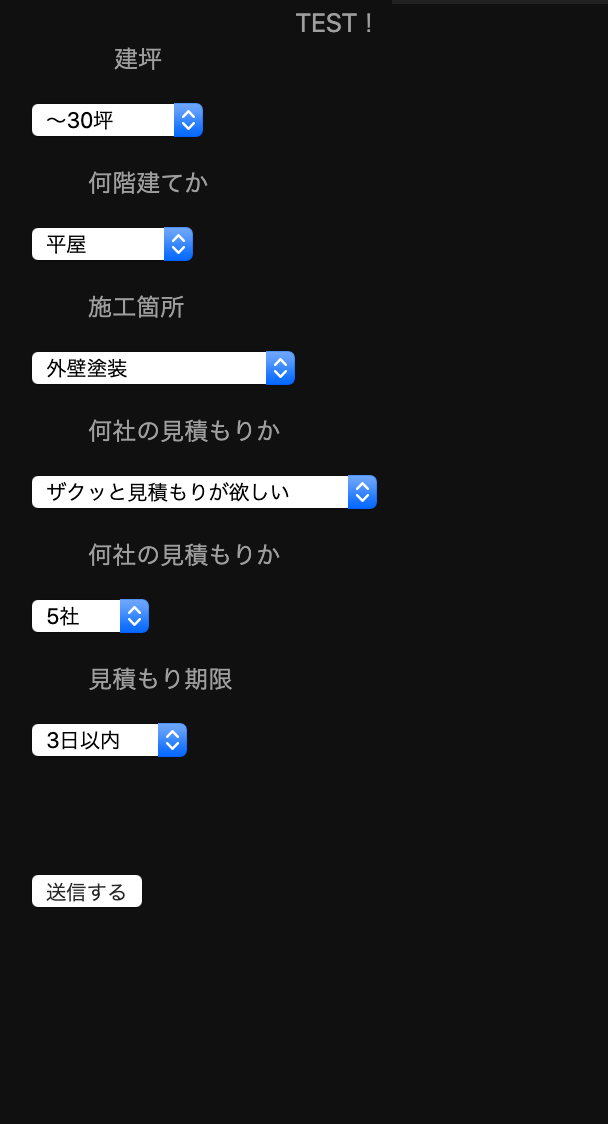 TEST！
建坪
〜30坪
何階建てか
平屋
施工箇所
外壁塗装
何社の見積もりか
ザクッと見積もりが欲しい
何社の見積もりか
5社
見積もり期限
3日以内
送信する